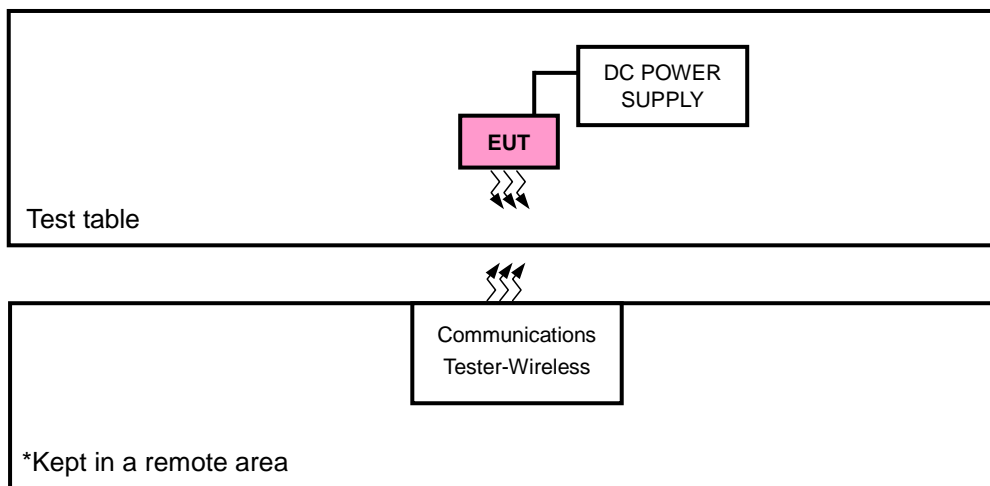 DC POWER
SUPPLY
EUT
Test table
Communications
Tester-Wireless
*Kept in a remote area